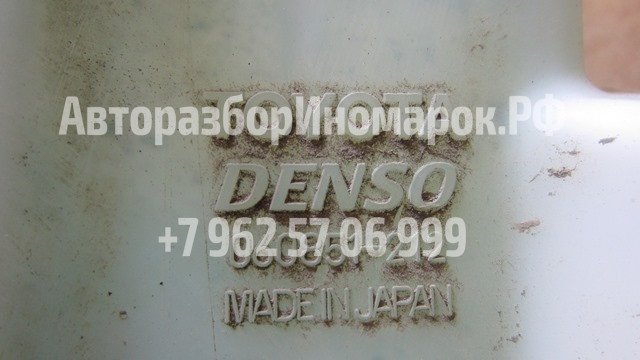 TOYOTA
АвторазборИномарок.РФ
DENSO
+7 962 57 06 999
MADE IN JAPAN